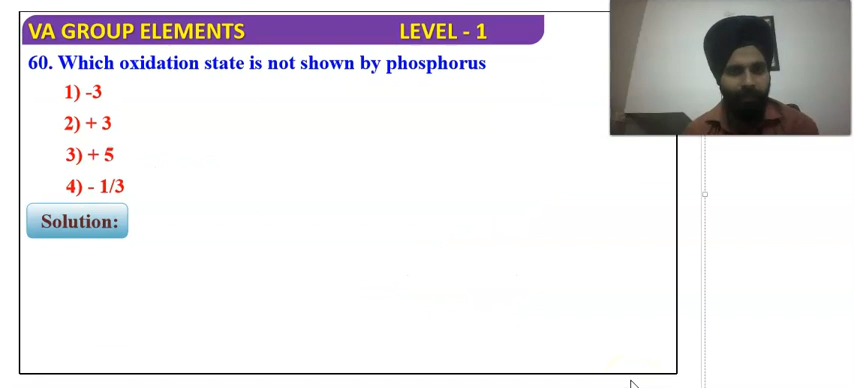 VA GROUP ELEMENTS LEVEL - 1
60. Which oxidation state is not shown by phosphorus
1) -3
2) + 3
3) + 5
4) - 1/3
Solution: